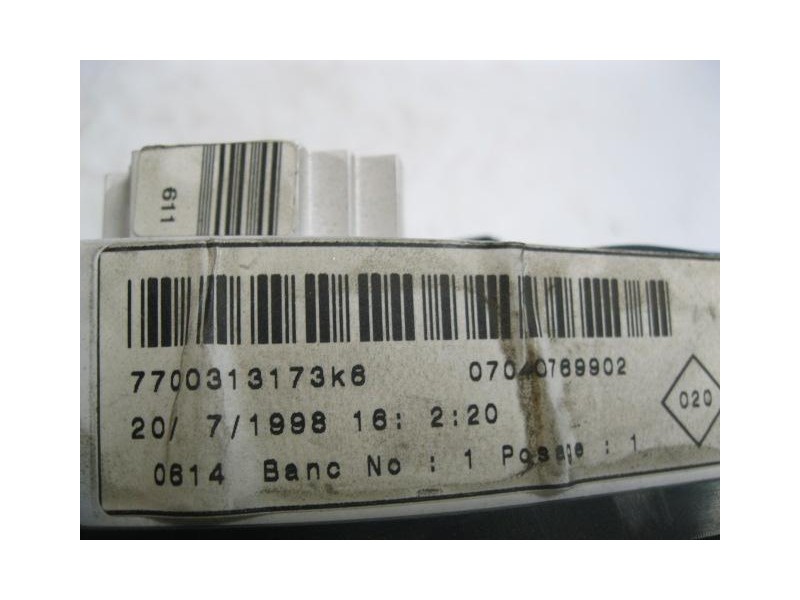 611
7700313173k6 07040769902
20/ 7/1998 16: 2:20
020
0614 Banc No : 1 Posage : 1